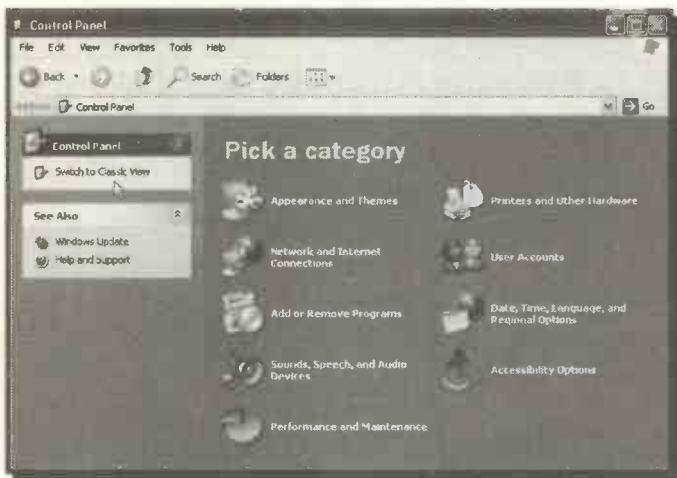 Control Panel
File Edit View Favorites Tools Help
Back Search Folders
Control Panel Go
Control Panel
Switch to Classic View
See Also
Windows Update
Help and Support
Pick a category
Appearance and Themes
Printers and Other Hardware
Network and Internet
Connections
User Accounts
Add or Remove Programs
Date, Time, Language, and
Regional Options
Sounds, Speech, and Audio
Devices
Accessibility Options
Performance and Maintenance